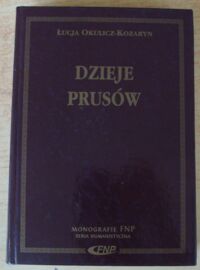 Łucja Okulicz-Kozaryn
DZIEJE
PRUSÓW
MONOGRAFIE FNP
SERIA HUMANISTYCZNA
FNP